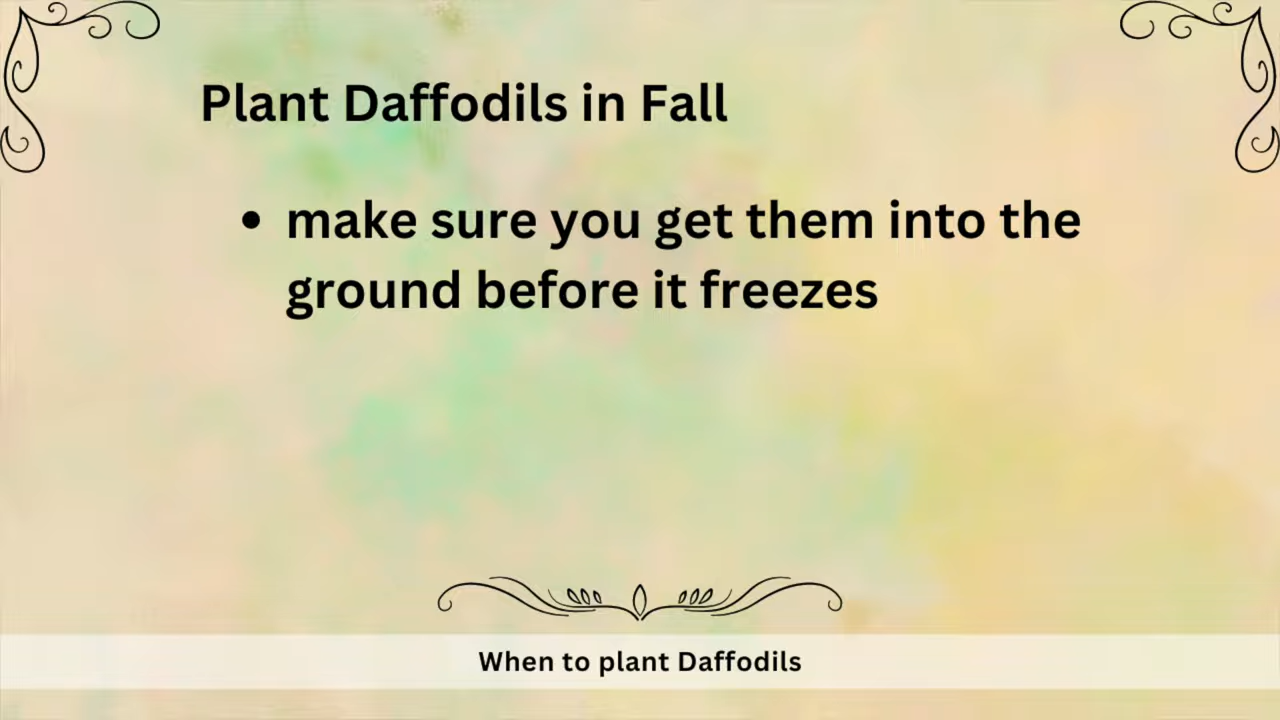 Plant Daffodils in Fall
• make sure you get them into the
ground before it freezes
When to plant Daffodils